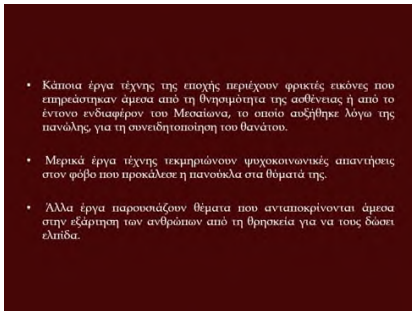 • Κάποια έργα τέχνης της εποχής περιέχουν φρικτές εικόνες που
επηρεάστηκαν άμεσα από τη θνησιμότητα της ασθένειας ή από το
έντονο ενδιαφέρον του Μεσαίωνα, το οποίο αυξήθηκε λόγω της
πανώλης, για τη συνειδητοποίηση του θανάτου.
• Μερικά έργα τέχνης τεκμηριώνουν ψυχοκοινωνικές απαντήσεις
στον φόβο που προκάλεσε η πανούκλα στα θύματά της.
• Άλλα έργα παρουσιάζουν θέματα που ανταποκρίνονται άμεσα
στην εξάρτηση των ανθρώπων από τη θρησκεία για να τους δώσει
ελπίδα.